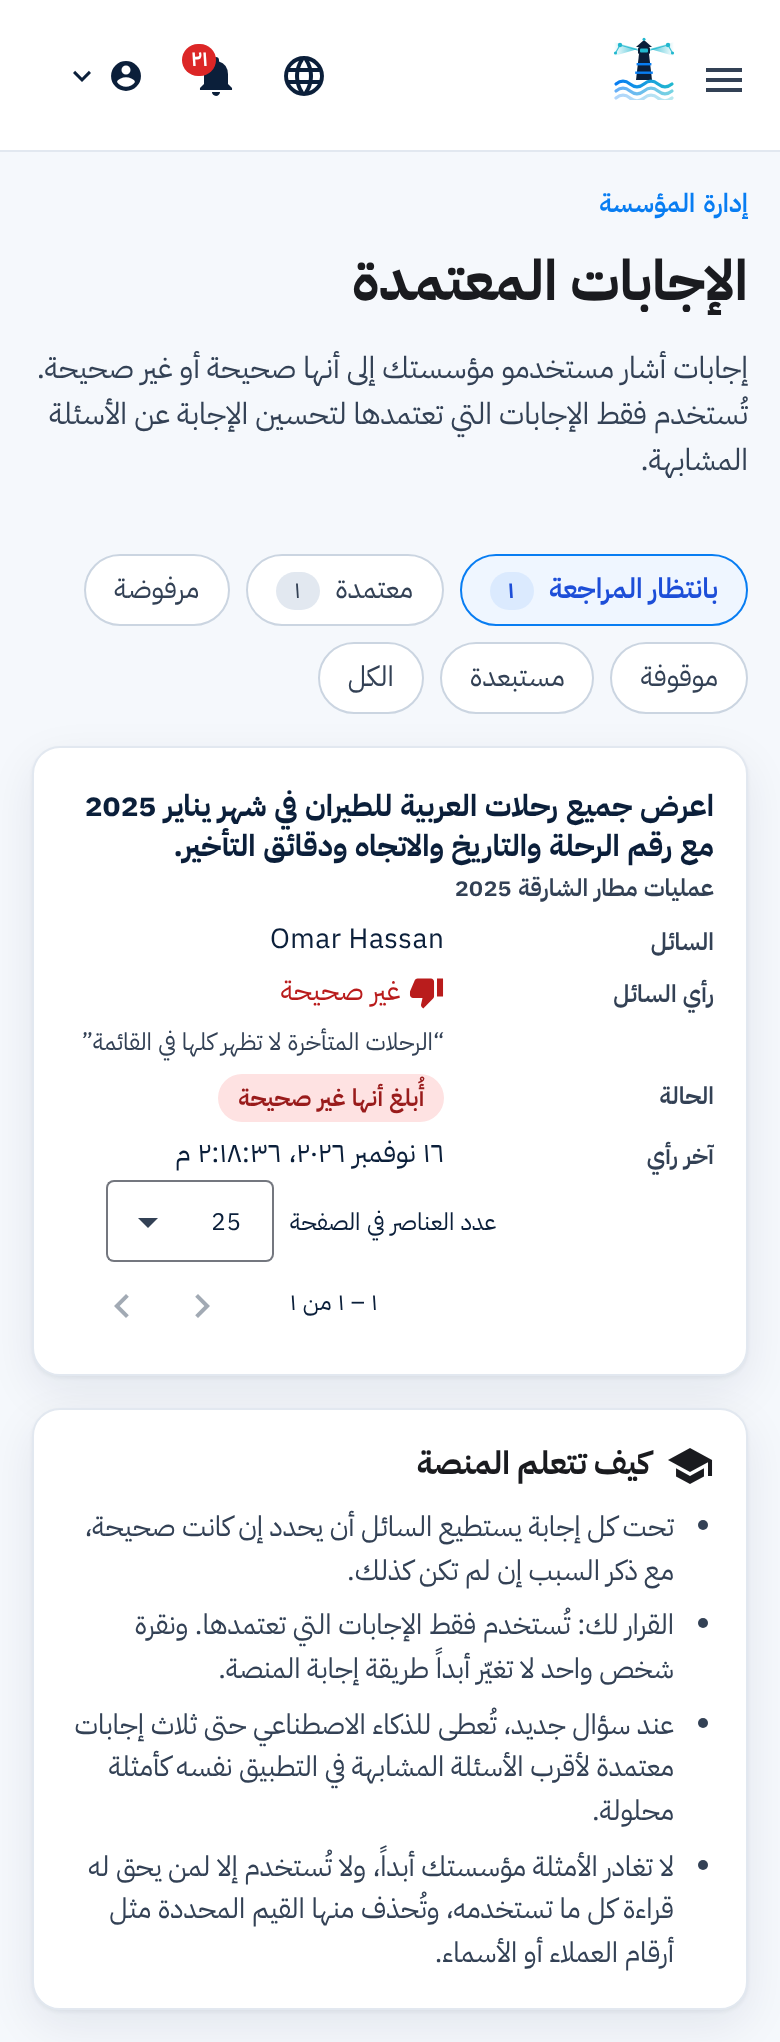 ٢١
إدارة المؤسسة
الإجابات المعتمدة
إجابات أشار مستخدمو مؤسستك إلى أنها صحيحة أو غير صحيحة.
تُستخدم فقط الإجابات التي تعتمدها لتحسين الإجابة عن الأسئلة
المشابهة.
بانتظار المراجعة ١
معتمدة ١
مرفوضة
موقوفة
مستبعدة
الكل
اعرض جميع رحلات العربية للطيران في شهر يناير 2025
مع رقم الرحلة والتاريخ والاتجاه ودقائق التأخير.
عمليات مطار الشارقة 2025
السائل
Omar Hassan
رأي السائل
غير صحيحة
“الرحلات المتأخرة لا تظهر كلها في القائمة”
الحالة
أُبلغ أنها غير صحيحة
آخر رأي
١٦ نوفمبر ٢٠٢٦، ٢:١٨:٣٦ م
عدد العناصر في الصفحة
25
١ – ١ من ١
كيف تتعلم المنصة
تحت كل إجابة يستطيع السائل أن يحدد إن كانت صحيحة،
مع ذكر السبب إن لم تكن كذلك.
القرار لك: تُستخدم فقط الإجابات التي تعتمدها. ونقرة
شخص واحد لا تغيّر أبداً طريقة إجابة المنصة.
عند سؤال جديد، تُعطى للذكاء الاصطناعي حتى ثلاث إجابات
معتمدة لأقرب الأسئلة المشابهة في التطبيق نفسه كأمثلة
محلولة.
لا تغادر الأمثلة مؤسستك أبداً، ولا تُستخدم إلا لمن يحق له
قراءة كل ما تستخدمه، وتُحذف منها القيم المحددة مثل
أرقام العملاء أو الأسماء.